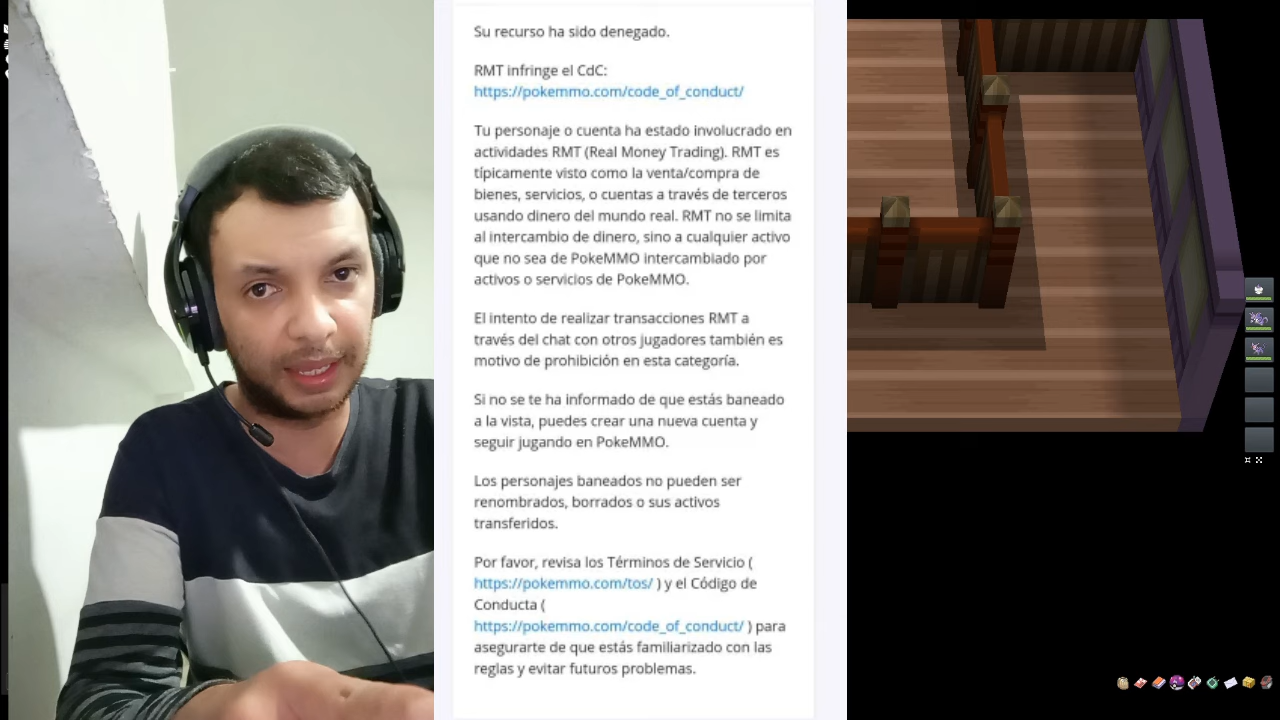 Su recurso ha sido denegado.
RMT infringe el CdC:
https://pokemmo.com/code_of_conduct/
Tu personaje o cuenta ha estado involucrado en
actividades RMT (Real Money Trading). RMT es
típicamente visto como la venta/compra de
bienes, servicios, o cuentas a través de terceros
usando dinero del mundo real. RMT no se limita
al intercambio de dinero, sino a cualquier activo
que no sea de PokeMMO intercambiado por
activos o servicios de PokeMMO.
El intento de realizar transacciones RMT a
través del chat con otros jugadores también es
motivo de prohibición en esta categoría.
Si no se te ha informado de que estás baneado
a la vista, puedes crear una nueva cuenta y
seguir jugando en PokeMMO.
Los personajes baneados no pueden ser
renombrados, borrados o sus activos
transferidos.
Por favor, revisa los Términos de Servicio (
https://pokemmo.com/tos/ ) y el Código de
Conducta (
https://pokemmo.com/code_of_conduct/ ) para
asegurarte de que estás familiarizado con las
reglas y evitar futuros problemas.